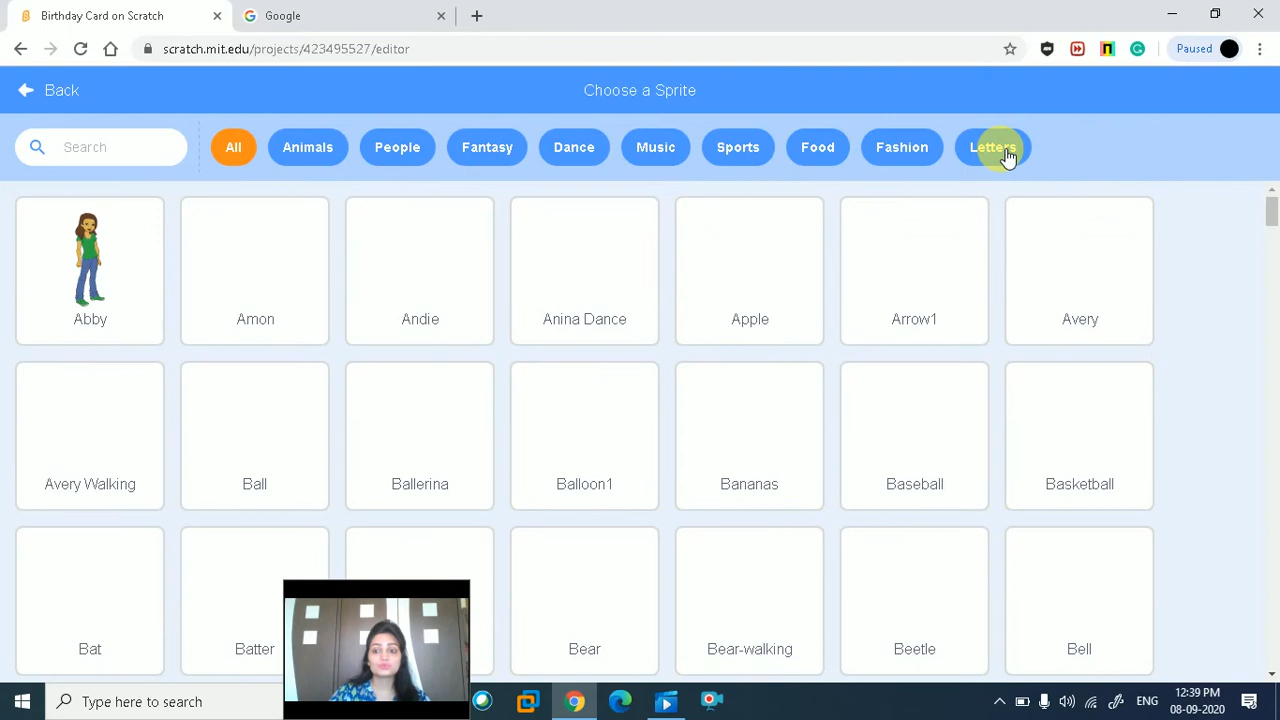 Birthday Card on Scratch
Google
scratch.mit.edu/projects/423495527/editor
Paused
Back
Choose a Sprite
Search
All
Animals
People
Fantasy
Dance
Music
Sports
Food
Fashion
Letters
Abby
Amon
Andie
Anina Dance
Apple
Arrow1
Avery
Avery Walking
Ball
Ballerina
Balloon1
Bananas
Baseball
Basketball
Bat
Batter
Bear
Bear-walking
Beetle
Bell
Type here to search
ENG
12:39 PM
08-09-2020